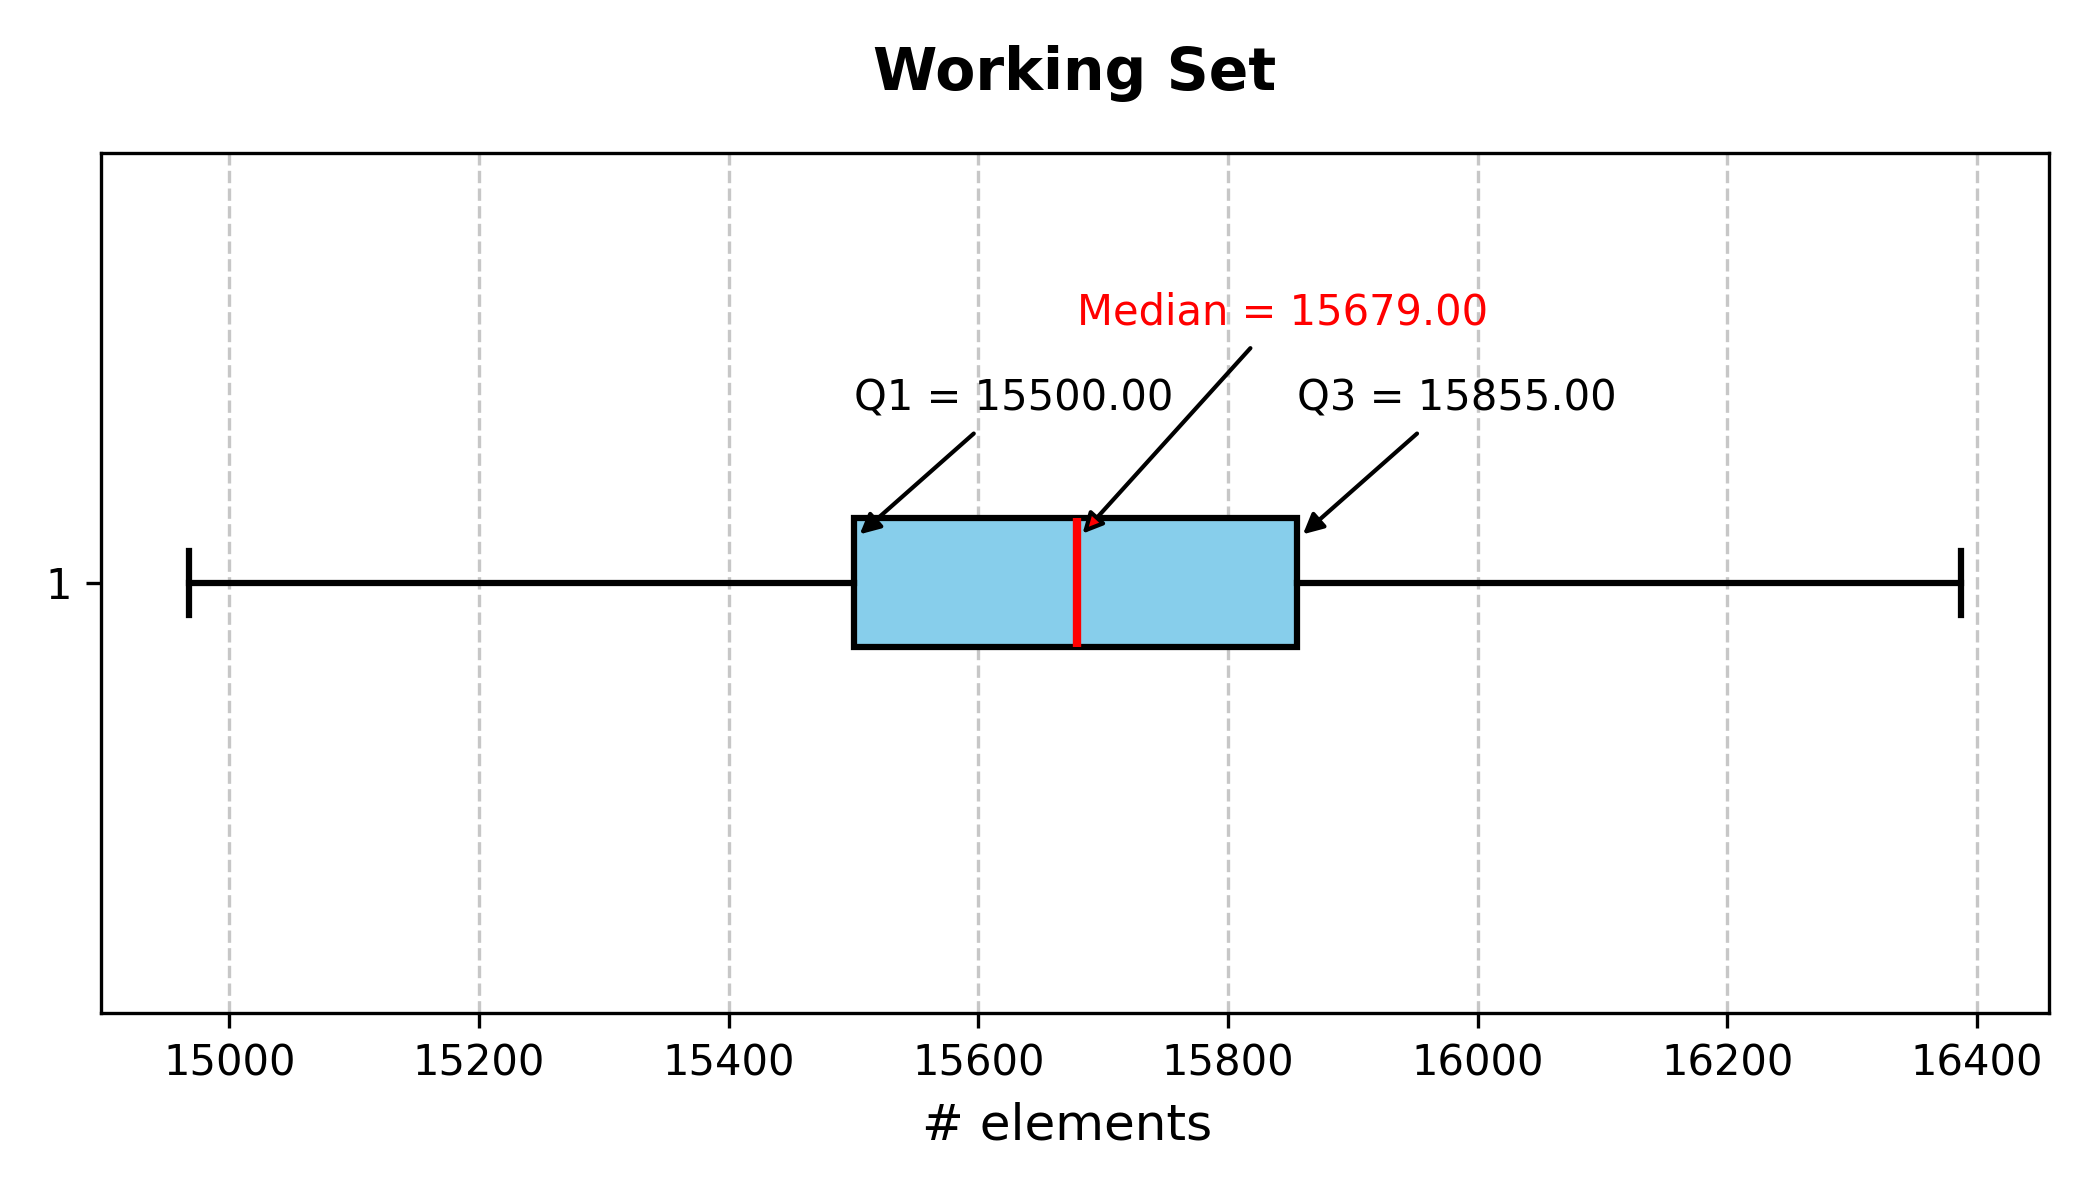 Working Set
Median = 15679.00
Q1 = 15500.00
Q3 = 15855.00
1
15000 15200 15400 15600 15800 16000 16200 16400
# elements